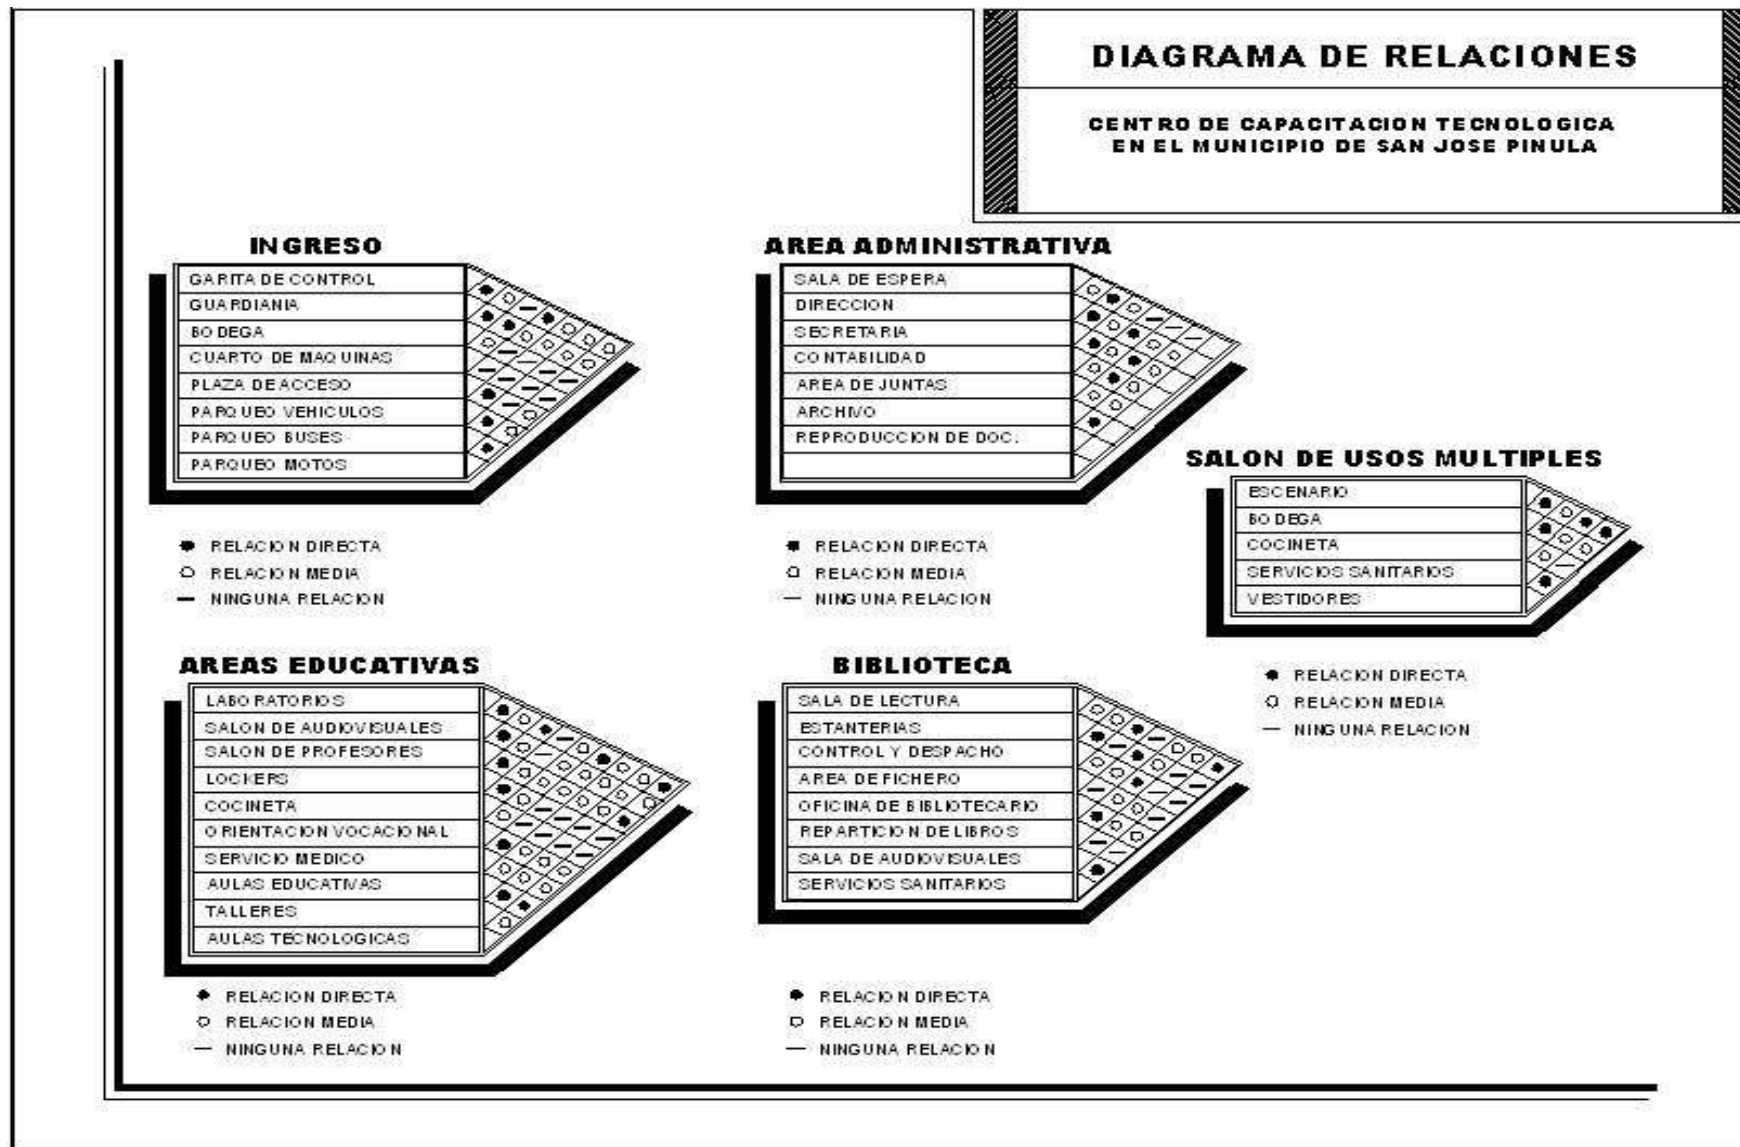 DIAGRAMA DE RELACIONES
CENTRO DE CAPACITACION TECNOLOGICA
EN EL MUNICIPIO DE SAN JOSE PINULA
INGRESO
GARITA DE CONTROL
GUARDIANIA
BODEGA
CUARTO DE MAQUINAS
PLAZA DE ACCESO
PARQUEO VEHICULOS
PARQUEO BUSES
PARQUEO MOTOS
RELACION DIRECTA
RELACION MEDIA
NINGUNA RELACION
AREA ADMINISTRATIVA
SALA DE ESPERA
DIRECCION
SECRETARIA
CONTABILIDAD
AREA DE JUNTAS
ARCHIVO
REPRODUCCION DE DOC.
RELACION DIRECTA
RELACION MEDIA
NINGUNA RELACION
SALON DE USOS MULTIPLES
ESCENARIO
BODEGA
COCINETA
SERVICIOS SANITARIOS
VESTIDORES
RELACION DIRECTA
RELACION MEDIA
NINGUNA RELACION
AREAS EDUCATIVAS
LABORATORIOS
SALON DE AUDIOVISUALES
SALON DE PROFESORES
LOCKERS
COCINETA
ORIENTACION VOCACIONAL
SERVICIO MEDICO
AULAS EDUCATIVAS
TALLERES
AULAS TECNOLOGICAS
RELACION DIRECTA
RELACION MEDIA
NINGUNA RELACION
BIBLIOTECA
SALA DE LECTURA
ESTANTERIAS
CONTROL Y DESPACHO
AREA DE FICHERO
OFICINA DE BIBLIOTECARIO
REPARTICION DE LIBROS
SALA DE AUDIOVISUALES
SERVICIOS SANITARIOS
RELACION DIRECTA
RELACION MEDIA
NINGUNA RELACION